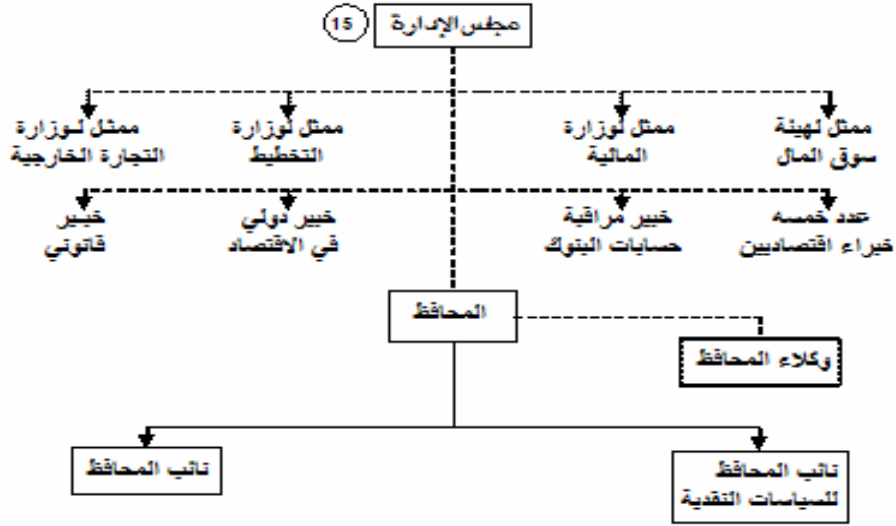 مجلس الإدارة
15
ممثل لهيئة
سوق المال
ممثل لوزارة
المالية
ممثل لوزارة
التخطيط
ممثل لوزارة
التجارة الخارجية
عدد خمسه
خبراء اقتصاديين
خبير مراقبة
حسابات البنوك
خبير دولي
في الاقتصاد
خبير
قانوني
المحافظ
وكلاء المحافظ
نائب المحافظ
للسياسات النقدية
نائب المحافظ